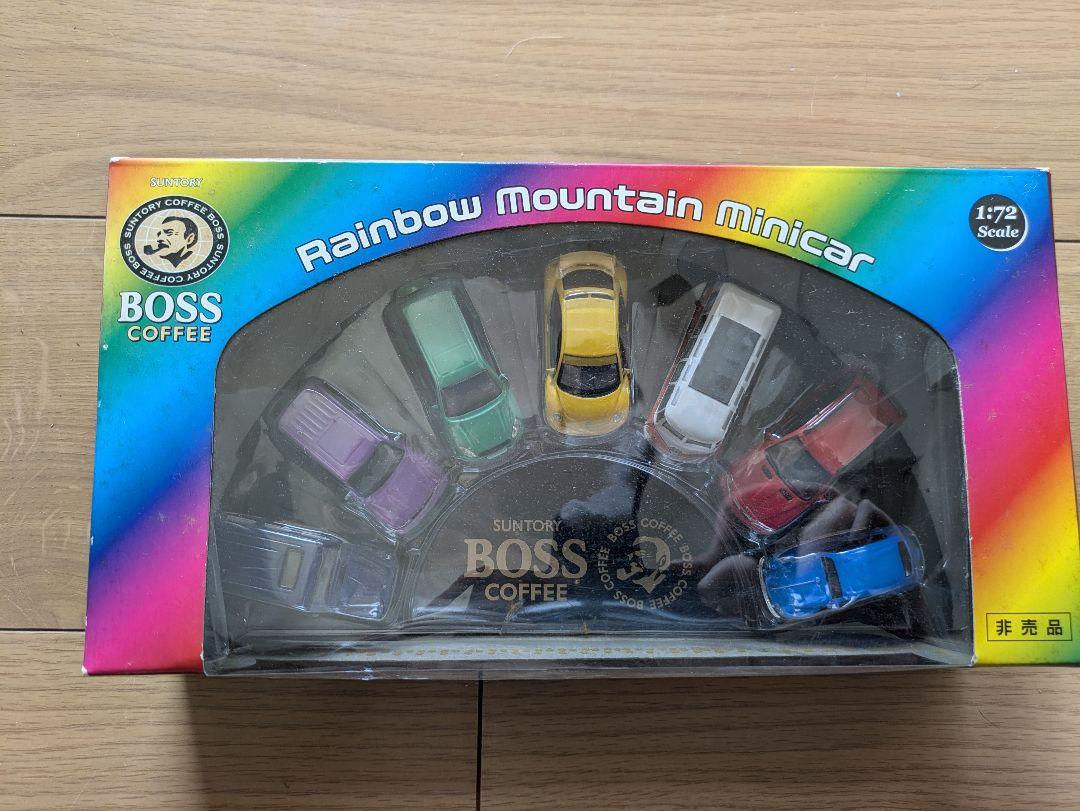 SUNTORY
SUNTORY COFFEE BOSS SUNTORY COFFEE BOSS
BOSS
COFFEE
Rainbow Mountain Minicar
1:72
Scale
SUNTORY
BOSS
COFFEE
BOSS COFFEE BOSS COFFEE BOSS COFFEE
非売品